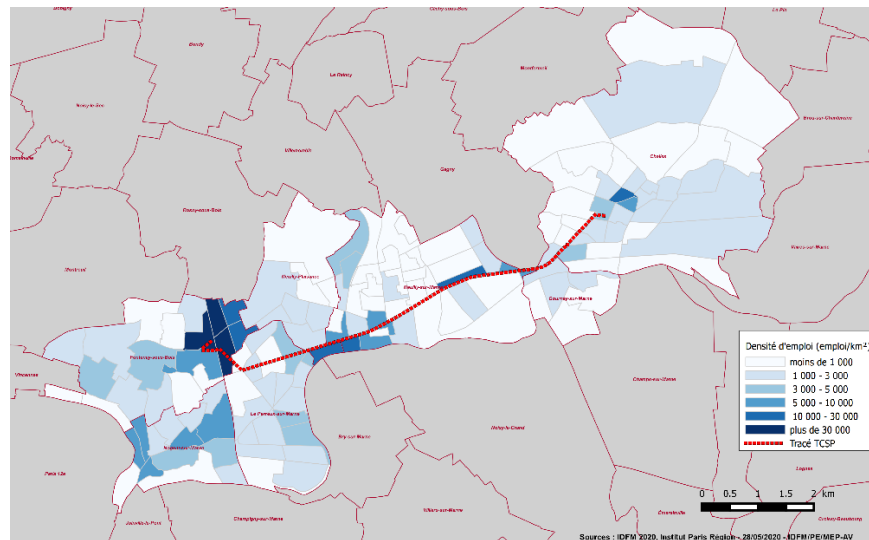 Bondy
Le Raincy
Montfermeil
Noisy-le-Sec
Villemomble
Gagny
Chelles
Rosny-sous-Bois
Montreuil
Neuilly-Plaisance
Neuilly-sur-Marne
Gournay-sur-Marne
Vaires-sur-Marne
Fontenay-sous-Bois
Vincennes
Le Perreux-sur-Marne
Bry-sur-Marne
Noisy-le-Grand
Champs-sur-Marne
Nogent-sur-Marne
Paris 12e
Joinville-le-Pont
Champigny-sur-Marne
Villiers-sur-Marne
Émerainville
Lognes
Croissy-Beaubourg
Densité d'emploi (emploi/km²)
moins de 1 000
1 000 - 3 000
3 000 - 5 000
5 000 - 10 000
10 000 - 30 000
plus de 30 000
Tracé TCSP
0 0.5 1 1.5 2 km
Sources : IDFM 2020, Institut Paris Région - 28/05/2020 - IDFM/PE/MEP-AV